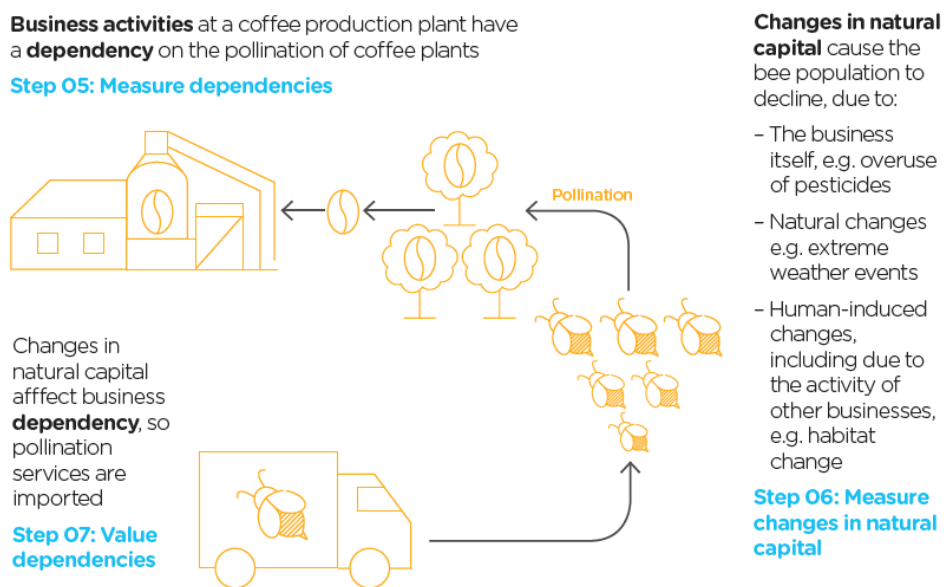 Business activities at a coffee production plant have
a dependency on the pollination of coffee plants
Step 05: Measure dependencies
Pollination
Changes in natural
capital cause the
bee population to
decline, due to:
– The business
itself, e.g. overuse
of pesticides
– Natural changes
e.g. extreme
weather events
– Human-induced
changes,
including due to
the activity of
other businesses,
e.g. habitat
change
Step 06: Measure
changes in natural
capital
Changes in
natural capital
afffect business
dependency, so
pollination
services are
imported
Step 07: Value
dependencies